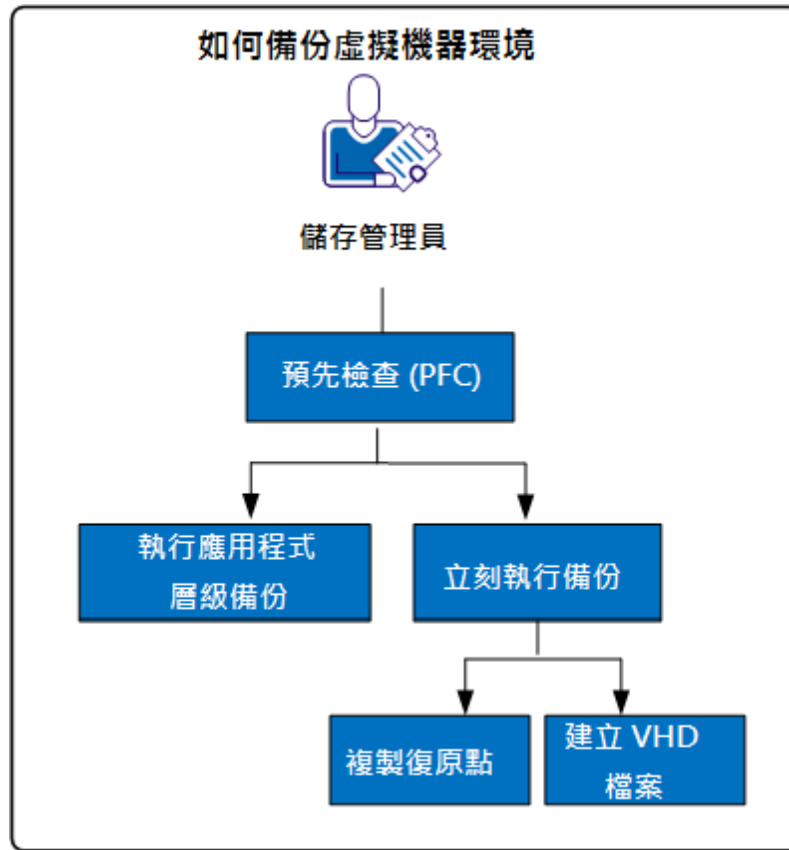 如何備份虛擬機器環境
儲存管理員
預先檢查 (PFC)
執行應用程式
層級備份
立刻執行備份
複製復原點
建立 VHD
檔案